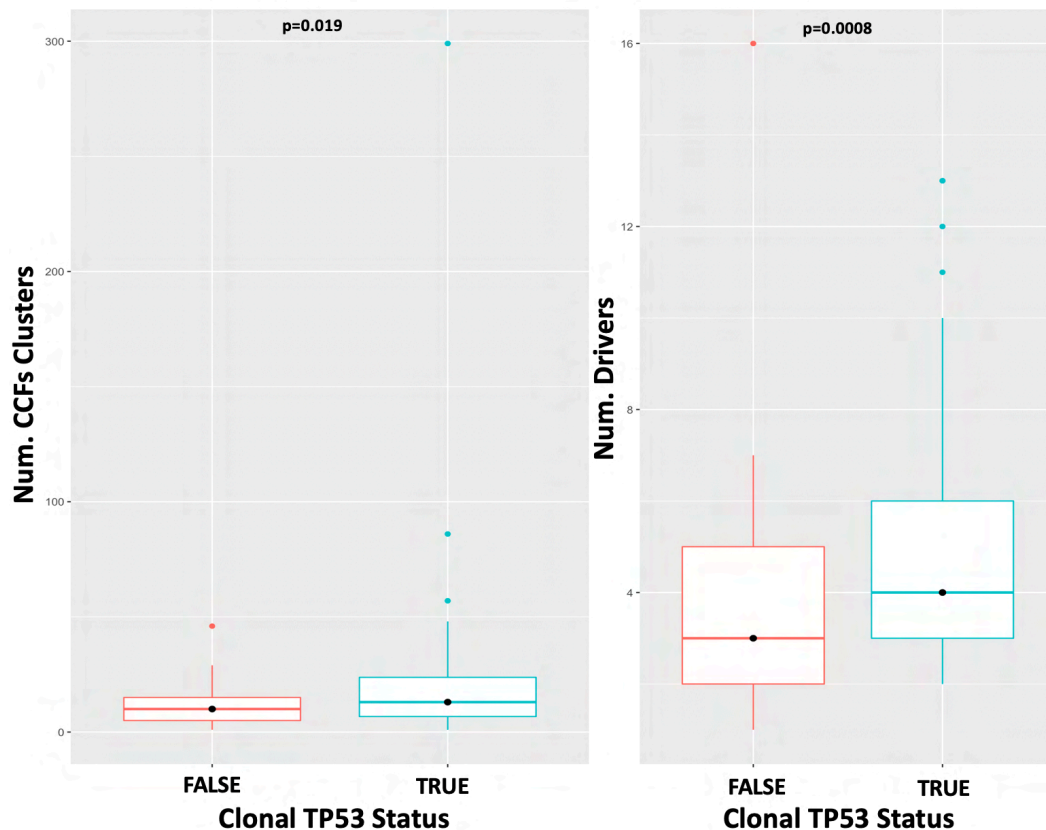 p=0.019
300
200
100
0
Num. CCFs Clusters
FALSE
TRUE
Clonal TP53 Status
p=0.0008
16
12
8
4
Num. Drivers
FALSE
TRUE
Clonal TP53 Status